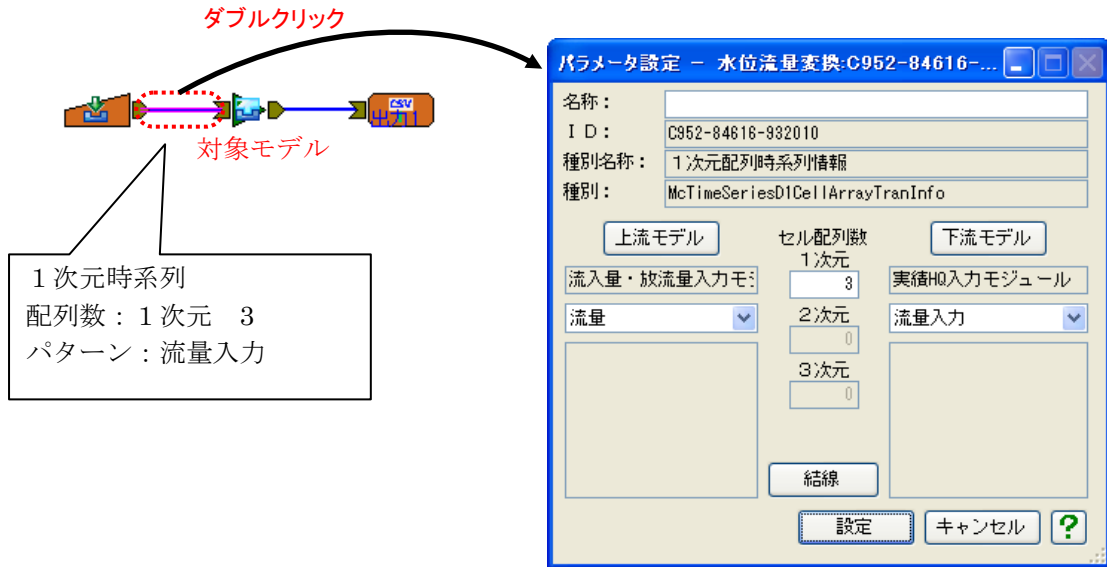 ダブルクリック
CSV
出力1
対象モデル
1次元時系列
配列数:1次元 3
パターン:流量入力
パラメータ設定 - 水位流量変換:C952-84616-...
名称:
ID: C952-84616-932010
種別名称: 1次元配列時系列情報
種別: McTimeSeriesD1CellArrayTranInfo
上流モデル セル配列数 下流モデル
1次元
流入量・放流量入力モジ 3 実績HQ入力モジュール
流量 2次元 流量入力
0
3次元
0
結線
設定 キャンセル ?